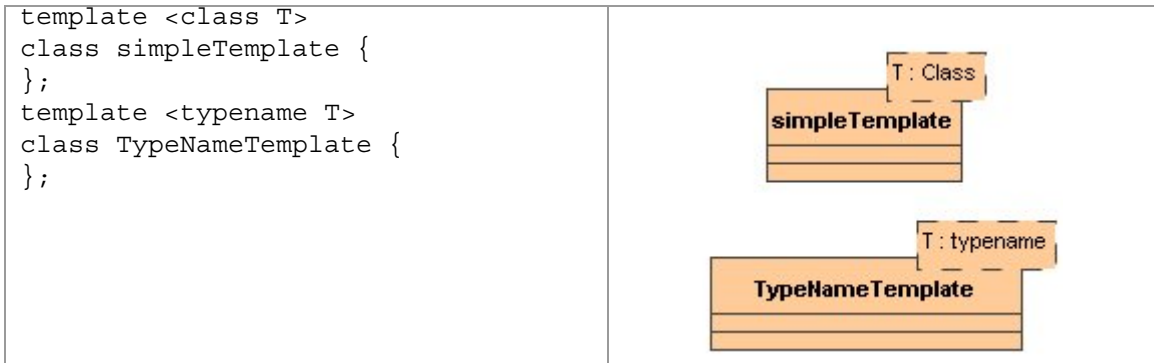 template <class T>
class simpleTemplate {
};
template <typename T>
class TypeNameTemplate {
};
T : Class
simpleTemplate
T : typename
TypeNameTemplate